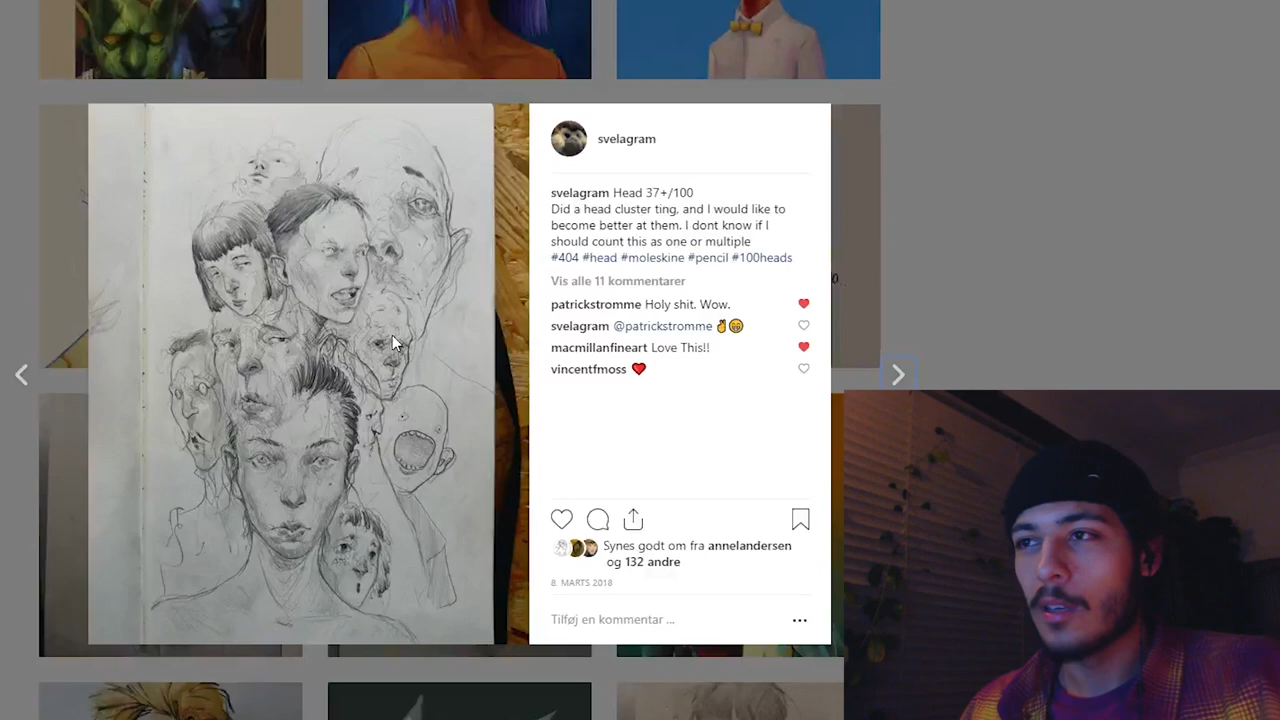 svelagram
svelagram Head 37+/100
Did a head cluster ting, and I would like to
become better at them. I dont know if I
should count this as one or multiple
#404 #head #moleskine #pencil #100heads
Vis alle 11 kommentarer
patrickstromme Holy shit. Wow.
svelagram @patrickstromme ✌️😁
macmillanfineart Love This!!
vincentfmoss ❤️
Synes godt om fra annelandersen
og 132 andre
8. MARTS 2018
Tilføj en kommentar ...